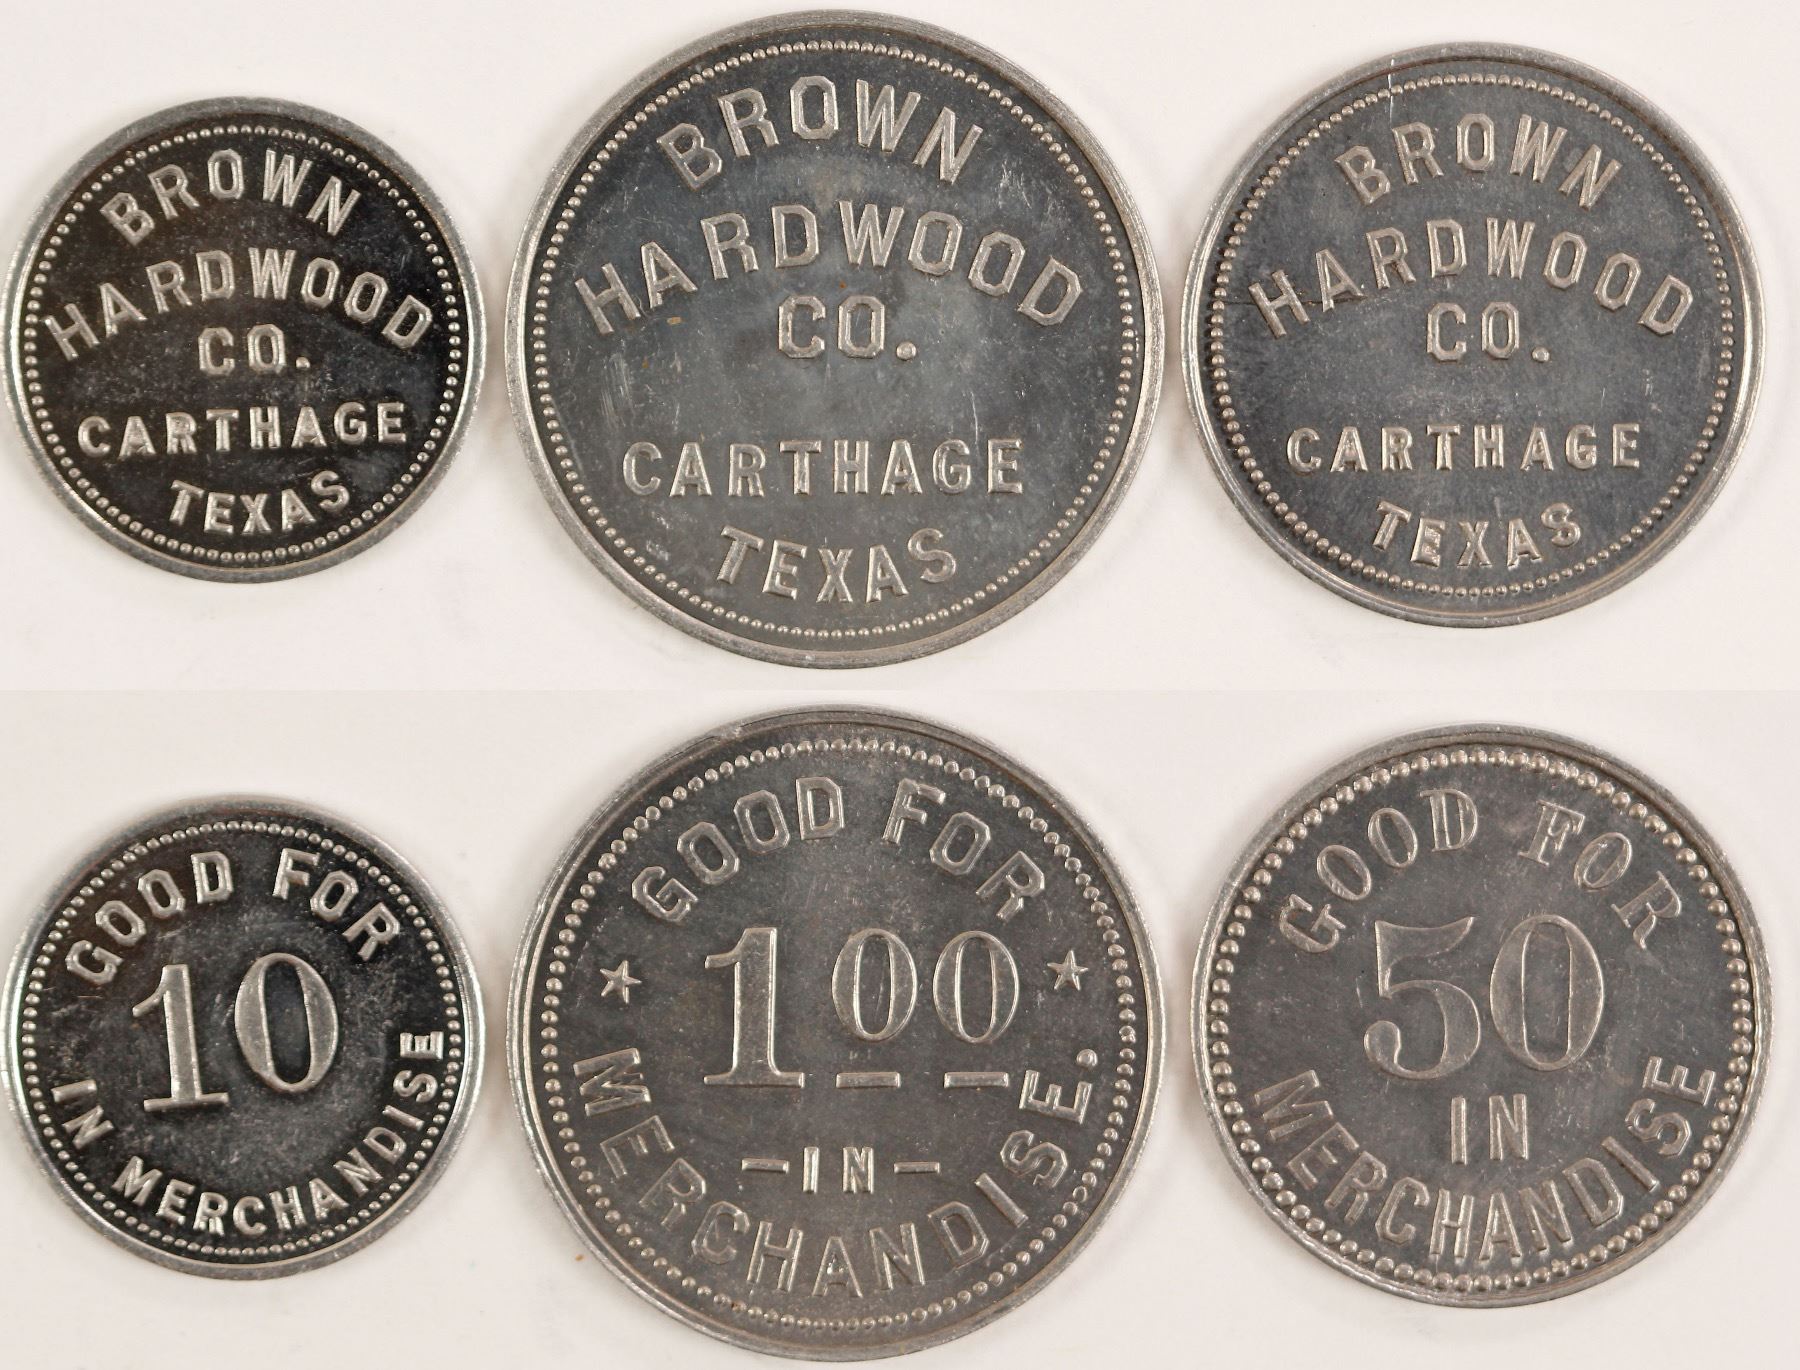 BROWN
HARDWOOD
CO.
CARTHAGE
TEXAS
BROWN
HARDWOOD
CO.
CARTHAGE
TEXAS
BROWN
HARDWOOD
CO.
CARTHAGE
TEXAS
GOOD FOR
10
IN MERCHANDISE
GOOD FOR
1.00
- IN -
MERCHANDISE.
GOOD FOR
50
IN
MERCHANDISE